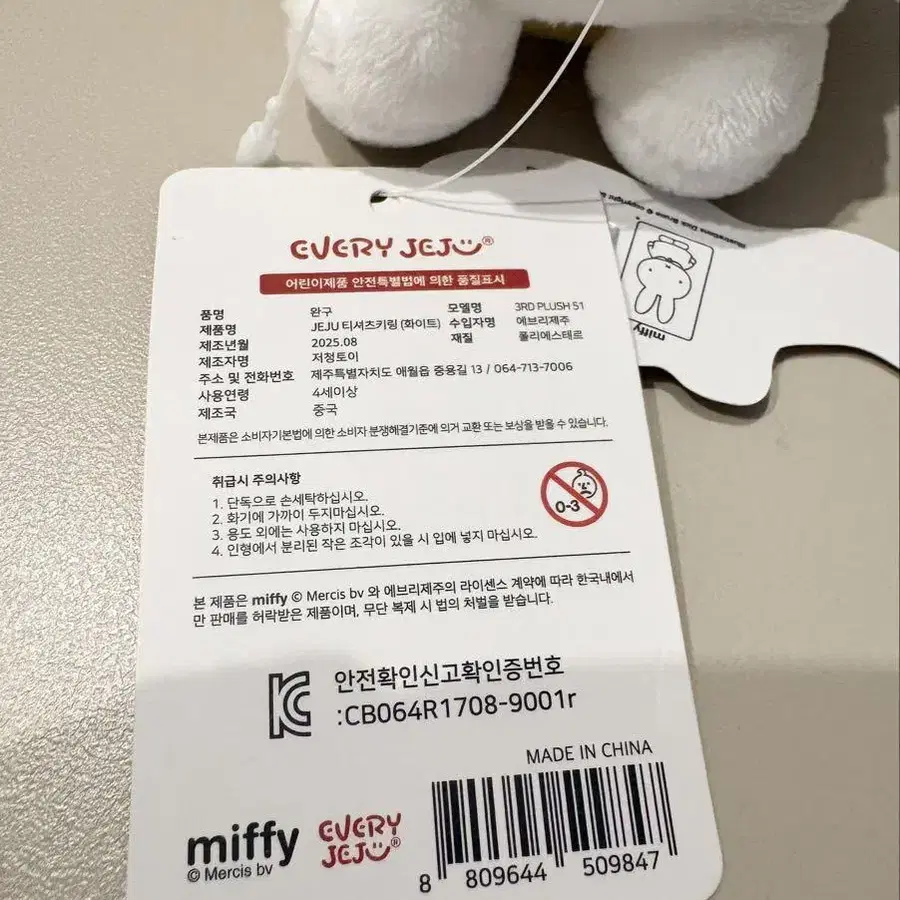 EVERY JEJU®
어린이제품 안전특별법에 의한 품질표시
품명 완구 모델명 3RD PLUSH 51
제품명 JEJU 티셔츠키링 (화이트) 수입자명 에브리제주
제조년월 2025.08 재질 폴리에스테르
제조자명 저청토이
주소 및 전화번호 제주특별자치도 애월읍 중용길 13 / 064-713-7006
사용연령 4세이상
제조국 중국
본제품은 소비자기본법에 의한 소비자 분쟁해결기준에 의거 교환 또는 보상을 받을 수 있습니다.
취급시 주의사항
1. 단독으로 손세탁하십시오.
2. 화기에 가까이 두지마십시오.
3. 용도 외에는 사용하지 마십시오.
4. 인형에서 분리된 작은 조각이 있을 시 입에 넣지 마십시오.
0-3
본 제품은 miffy © Mercis bv 와 에브리제주의 라이센스 계약에 따라 한국내에서
만 판매를 허락받은 제품이며, 무단 복제 시 법의 처벌을 받습니다.
안전확인신고확인증번호
:CB064R1708-9001r
MADE IN CHINA
miffy
© Mercis bv
EVERY
JEJU®
8 809644 509847
Illustrations Dick Bruna © copyright
miffy